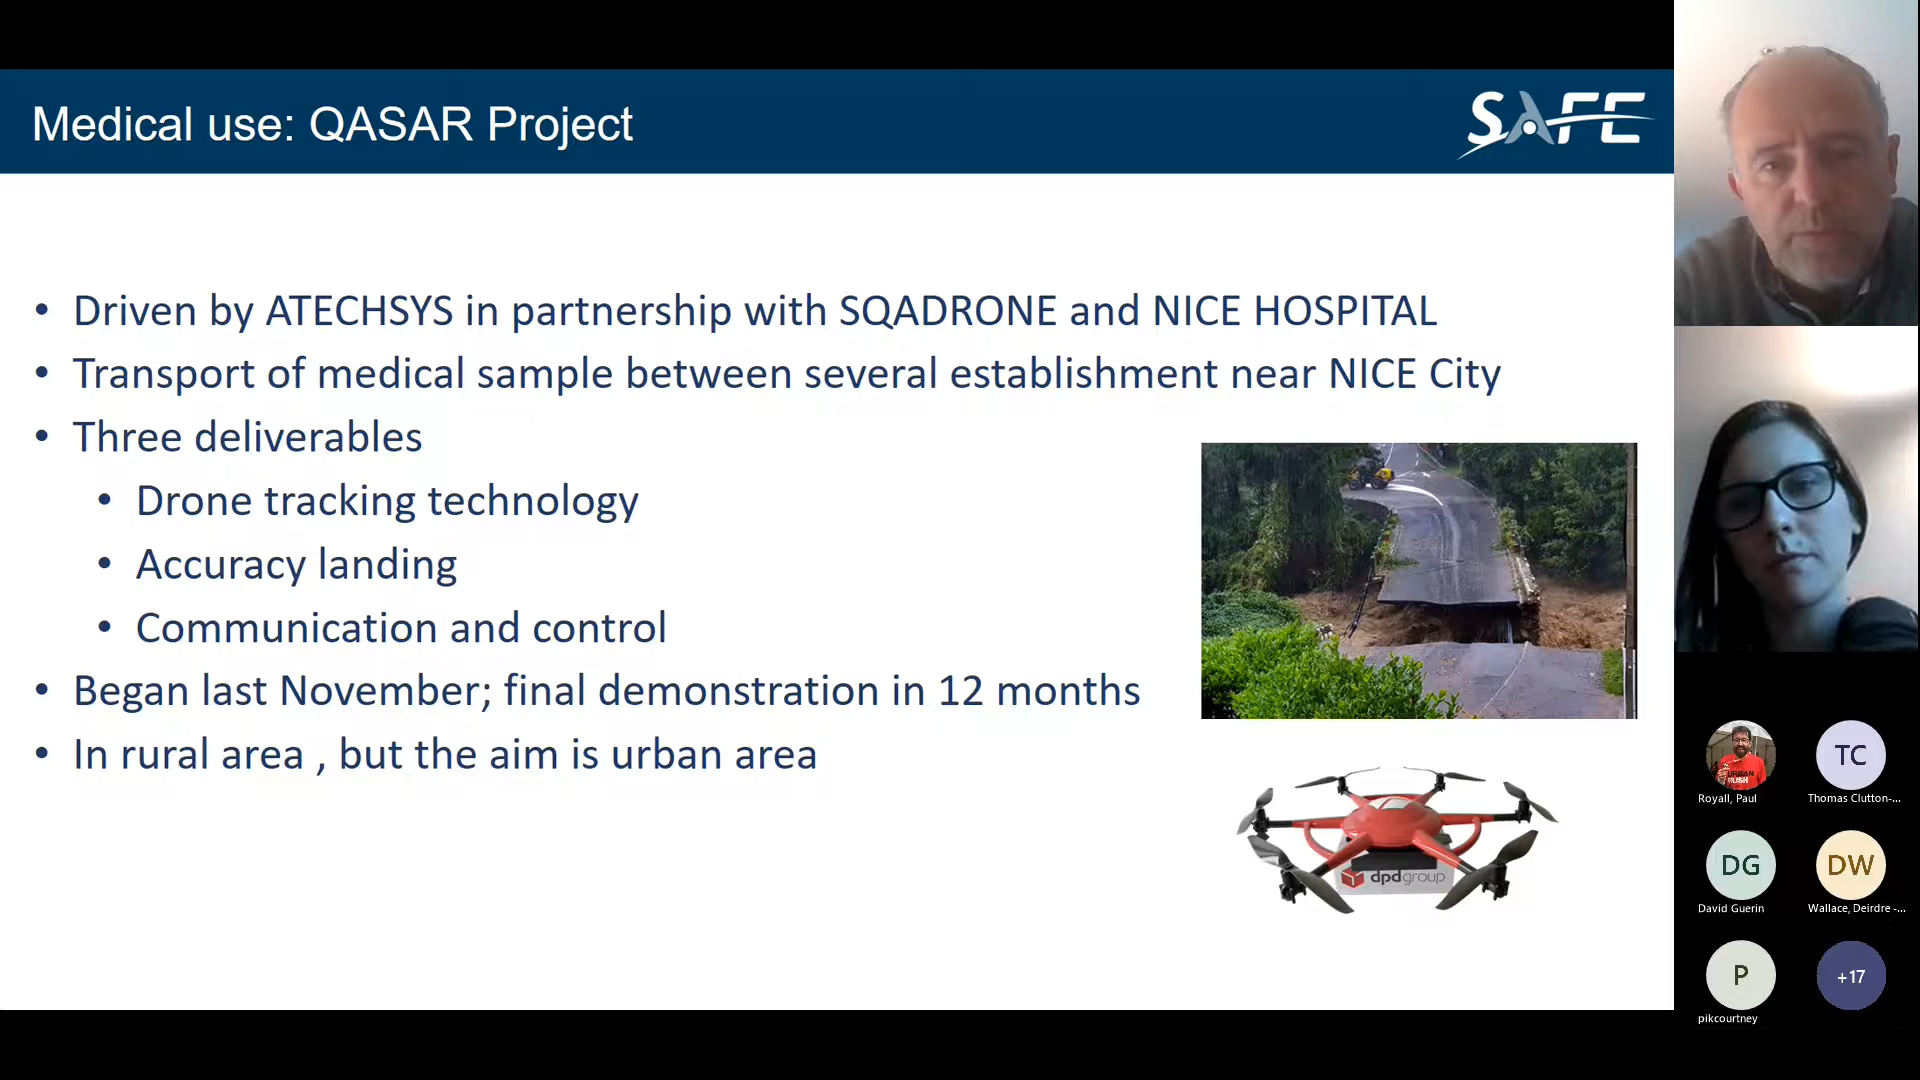 Medical use: QASAR Project
SAFE
• Driven by ATECHSYS in partnership with SQADRONE and NICE HOSPITAL
• Transport of medical sample between several establishment near NICE City
• Three deliverables
• Drone tracking technology
• Accuracy landing
• Communication and control
• Began last November; final demonstration in 12 months
• In rural area , but the aim is urban area
dpdgroup
URBAN
RUSH
Royall, Paul
TC
Thomas Clutton-...
DG
David Guerin
DW
Wallace, Deirdre -...
P
pikcourtney
+17